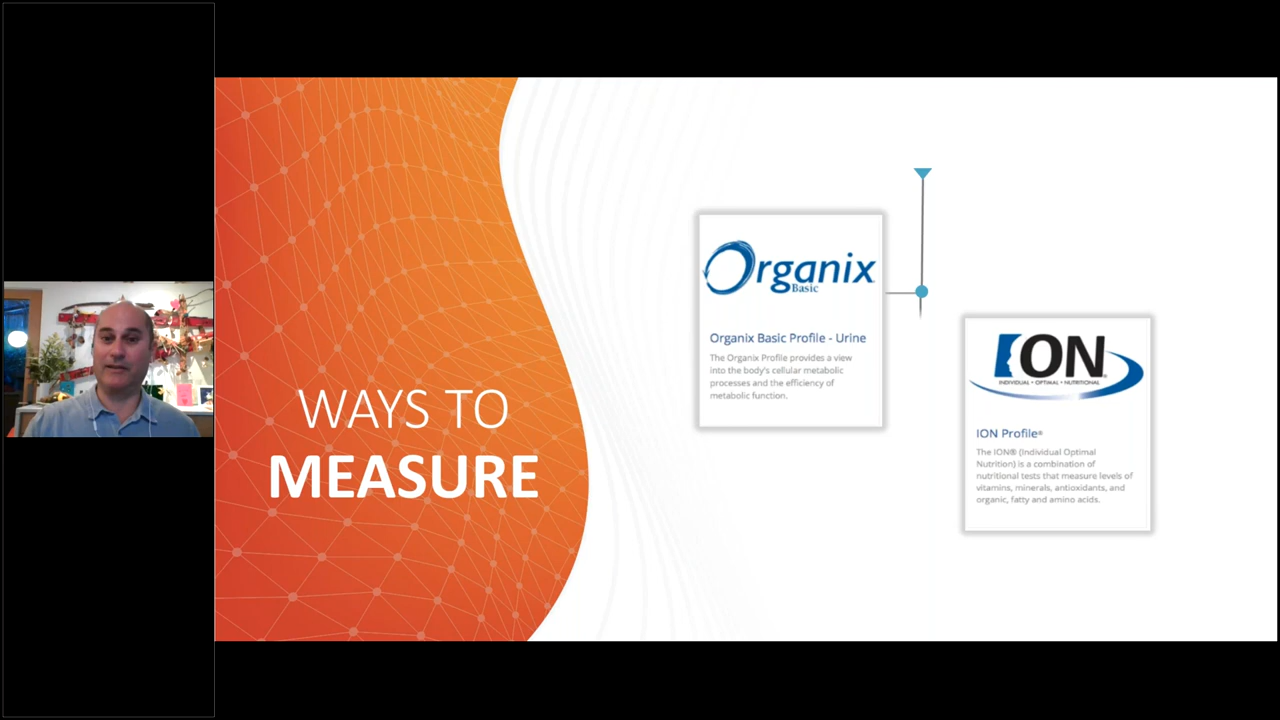 WAYS TO
MEASURE
Organix
Basic
Organix Basic Profile - Urine
The Organix Profile provides a view
into the body's cellular metabolic
processes and the efficiency of
metabolic function.
ION®
INDIVIDUAL • OPTIMAL • NUTRITIONAL
ION Profile®
The ION® (Individual Optimal
Nutrition) is a combination of
nutritional tests that measure levels of
vitamins, minerals, antioxidants, and
organic, fatty and amino acids.